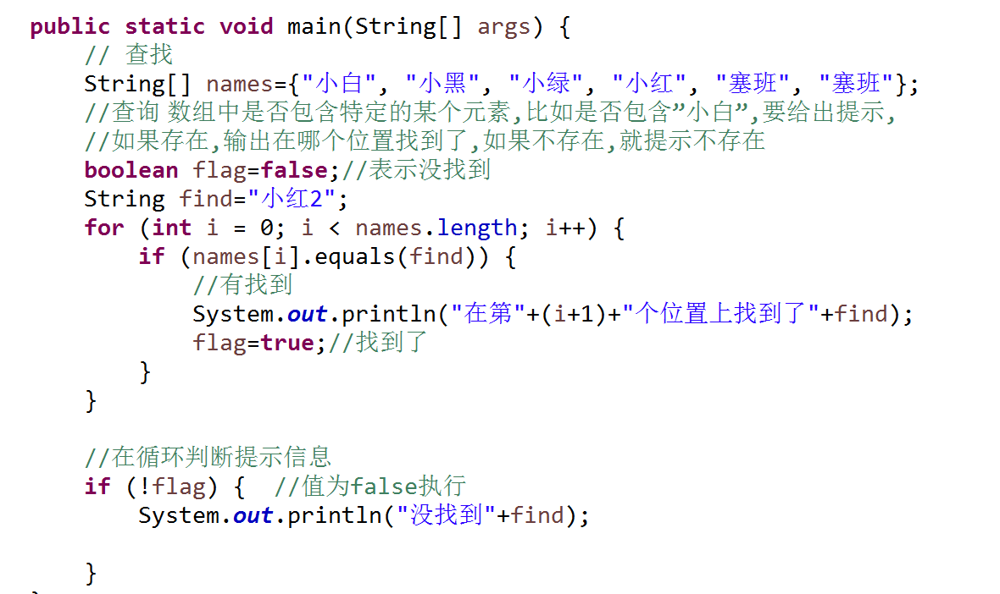 public static void main(String[] args) {
// 查找
String[] names={"小白", "小黑", "小绿", "小红", "塞班", "塞班"};
//查询 数组中是否包含特定的某个元素,比如是否包含”小白”,要给出提示,
//如果存在,输出在哪个位置找到了,如果不存在,就提示不存在
boolean flag=false;//表示没找到
String find="小红2";
for (int i = 0; i < names.length; i++) {
if (names[i].equals(find)) {
//有找到
System.out.println("在第"+(i+1)+"个位置上找到了"+find);
flag=true;//找到了
}
}
//在循环判断提示信息
if (!flag) {  //值为false执行
System.out.println("没找到"+find);
}